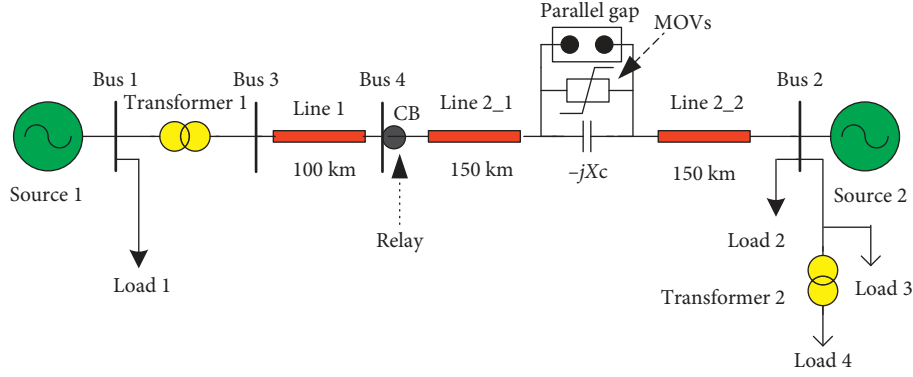 Parallel gap
MOVs
Bus 1
Transformer 1
Bus 3
Line 1
Bus 4
CB
Line 2_1
Line 2_2
Bus 2
Source 1
100 km
150 km
–jXc
150 km
Source 2
Relay
Load 1
Load 2
Transformer 2
Load 3
Load 4